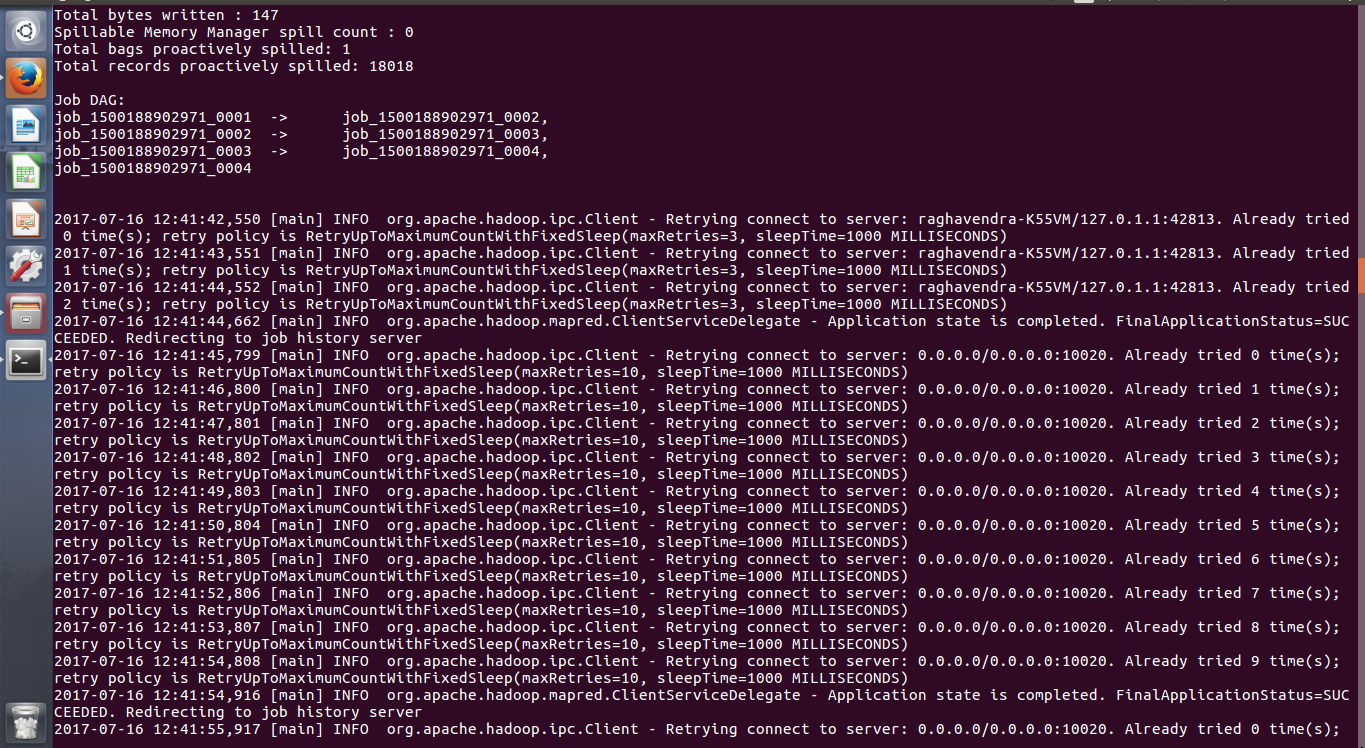 Total bytes written : 147
Spillable Memory Manager spill count : 0
Total bags proactively spilled: 1
Total records proactively spilled: 18018
Job DAG:
job_1500188902971_0001  ->      job_1500188902971_0002,
job_1500188902971_0002  ->      job_1500188902971_0003,
job_1500188902971_0003  ->      job_1500188902971_0004,
job_1500188902971_0004
2017-07-16 12:41:42,550 [main] INFO  org.apache.hadoop.ipc.Client - Retrying connect to server: raghavendra-K55VM/127.0.1.1:42813. Already tried
 0 time(s); retry policy is RetryUpToMaximumCountWithFixedSleep(maxRetries=3, sleepTime=1000 MILLISECONDS)
2017-07-16 12:41:43,551 [main] INFO  org.apache.hadoop.ipc.Client - Retrying connect to server: raghavendra-K55VM/127.0.1.1:42813. Already tried
 1 time(s); retry policy is RetryUpToMaximumCountWithFixedSleep(maxRetries=3, sleepTime=1000 MILLISECONDS)
2017-07-16 12:41:44,552 [main] INFO  org.apache.hadoop.ipc.Client - Retrying connect to server: raghavendra-K55VM/127.0.1.1:42813. Already tried
 2 time(s); retry policy is RetryUpToMaximumCountWithFixedSleep(maxRetries=3, sleepTime=1000 MILLISECONDS)
2017-07-16 12:41:44,662 [main] INFO  org.apache.hadoop.mapred.ClientServiceDelegate - Application state is completed. FinalApplicationStatus=SUC
CEEDED. Redirecting to job history server
2017-07-16 12:41:45,799 [main] INFO  org.apache.hadoop.ipc.Client - Retrying connect to server: 0.0.0.0/0.0.0.0:10020. Already tried 0 time(s);
retry policy is RetryUpToMaximumCountWithFixedSleep(maxRetries=10, sleepTime=1000 MILLISECONDS)
2017-07-16 12:41:46,800 [main] INFO  org.apache.hadoop.ipc.Client - Retrying connect to server: 0.0.0.0/0.0.0.0:10020. Already tried 1 time(s);
retry policy is RetryUpToMaximumCountWithFixedSleep(maxRetries=10, sleepTime=1000 MILLISECONDS)
2017-07-16 12:41:47,801 [main] INFO  org.apache.hadoop.ipc.Client - Retrying connect to server: 0.0.0.0/0.0.0.0:10020. Already tried 2 time(s);
retry policy is RetryUpToMaximumCountWithFixedSleep(maxRetries=10, sleepTime=1000 MILLISECONDS)
2017-07-16 12:41:48,802 [main] INFO  org.apache.hadoop.ipc.Client - Retrying connect to server: 0.0.0.0/0.0.0.0:10020. Already tried 3 time(s);
retry policy is RetryUpToMaximumCountWithFixedSleep(maxRetries=10, sleepTime=1000 MILLISECONDS)
2017-07-16 12:41:49,803 [main] INFO  org.apache.hadoop.ipc.Client - Retrying connect to server: 0.0.0.0/0.0.0.0:10020. Already tried 4 time(s);
retry policy is RetryUpToMaximumCountWithFixedSleep(maxRetries=10, sleepTime=1000 MILLISECONDS)
2017-07-16 12:41:50,804 [main] INFO  org.apache.hadoop.ipc.Client - Retrying connect to server: 0.0.0.0/0.0.0.0:10020. Already tried 5 time(s);
retry policy is RetryUpToMaximumCountWithFixedSleep(maxRetries=10, sleepTime=1000 MILLISECONDS)
2017-07-16 12:41:51,805 [main] INFO  org.apache.hadoop.ipc.Client - Retrying connect to server: 0.0.0.0/0.0.0.0:10020. Already tried 6 time(s);
retry policy is RetryUpToMaximumCountWithFixedSleep(maxRetries=10, sleepTime=1000 MILLISECONDS)
2017-07-16 12:41:52,806 [main] INFO  org.apache.hadoop.ipc.Client - Retrying connect to server: 0.0.0.0/0.0.0.0:10020. Already tried 7 time(s);
retry policy is RetryUpToMaximumCountWithFixedSleep(maxRetries=10, sleepTime=1000 MILLISECONDS)
2017-07-16 12:41:53,807 [main] INFO  org.apache.hadoop.ipc.Client - Retrying connect to server: 0.0.0.0/0.0.0.0:10020. Already tried 8 time(s);
retry policy is RetryUpToMaximumCountWithFixedSleep(maxRetries=10, sleepTime=1000 MILLISECONDS)
2017-07-16 12:41:54,808 [main] INFO  org.apache.hadoop.ipc.Client - Retrying connect to server: 0.0.0.0/0.0.0.0:10020. Already tried 9 time(s);
retry policy is RetryUpToMaximumCountWithFixedSleep(maxRetries=10, sleepTime=1000 MILLISECONDS)
2017-07-16 12:41:54,916 [main] INFO  org.apache.hadoop.mapred.ClientServiceDelegate - Application state is completed. FinalApplicationStatus=SUC
CEEDED. Redirecting to job history server
2017-07-16 12:41:55,917 [main] INFO  org.apache.hadoop.ipc.Client - Retrying connect to server: 0.0.0.0/0.0.0.0:10020. Already tried 0 time(s);